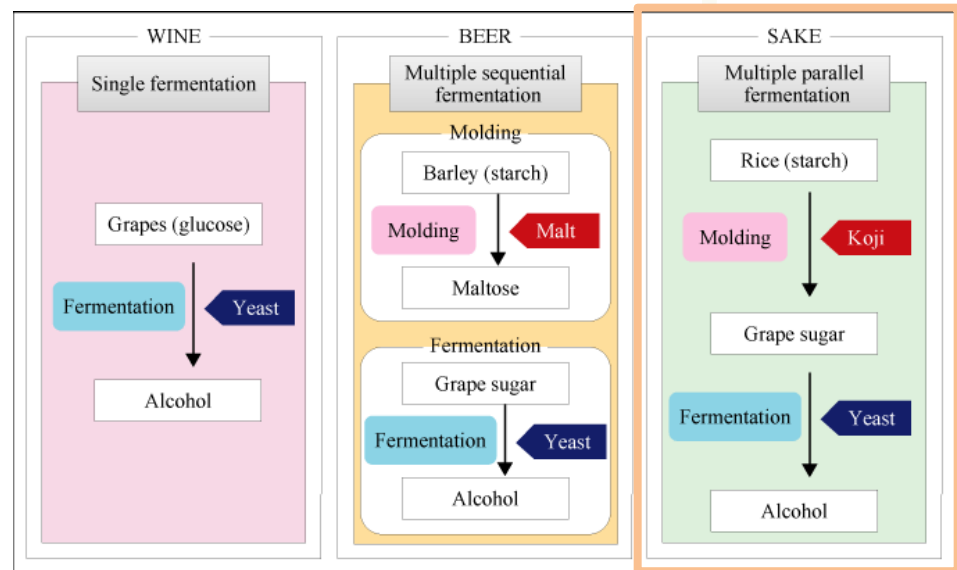 WINE
Single fermentation
Grapes (glucose)
Fermentation
Yeast
Alcohol
BEER
Multiple sequential
fermentation
Molding
Barley (starch)
Molding
Malt
Maltose
Fermentation
Grape sugar
Fermentation
Yeast
Alcohol
SAKE
Multiple parallel
fermentation
Rice (starch)
Molding
Koji
Grape sugar
Fermentation
Yeast
Alcohol